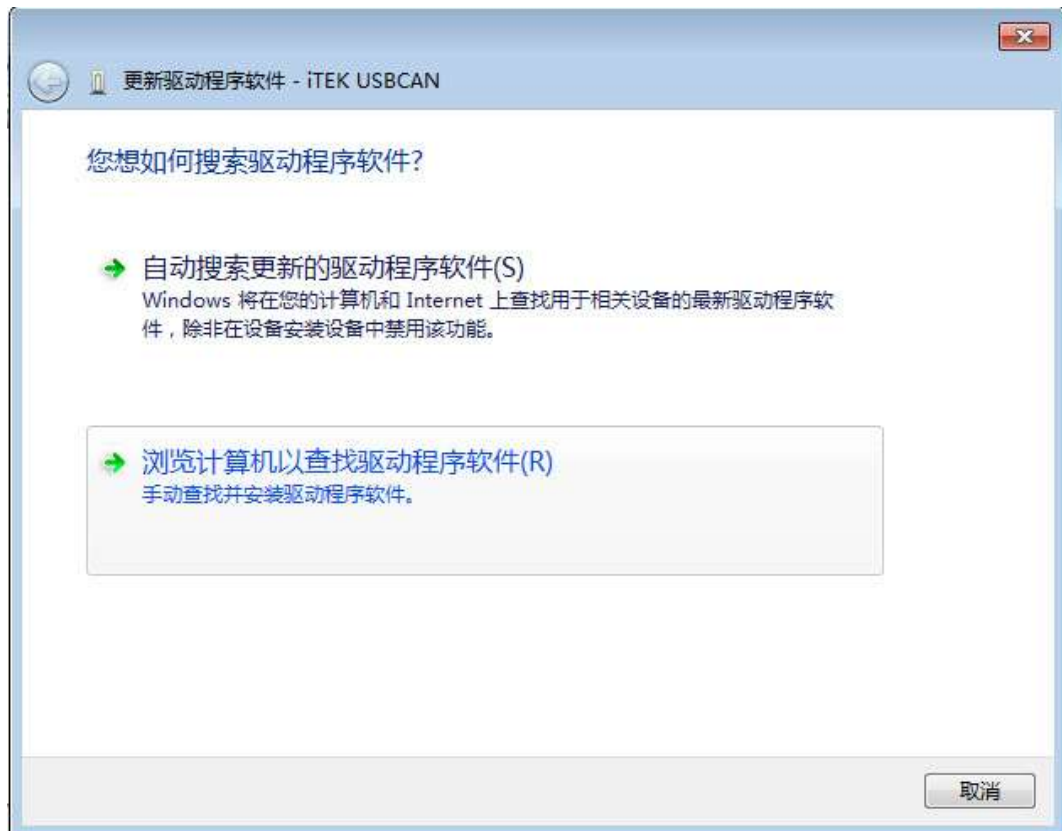 更新驱动程序软件 - iTEK USBCAN
您想如何搜索驱动程序软件?
自动搜索更新的驱动程序软件(S)
Windows 将在您的计算机和 Internet 上查找用于相关设备的最新驱动程序软
件，除非在设备安装设备中禁用该功能。
浏览计算机以查找驱动程序软件(R)
手动查找并安装驱动程序软件。
取消